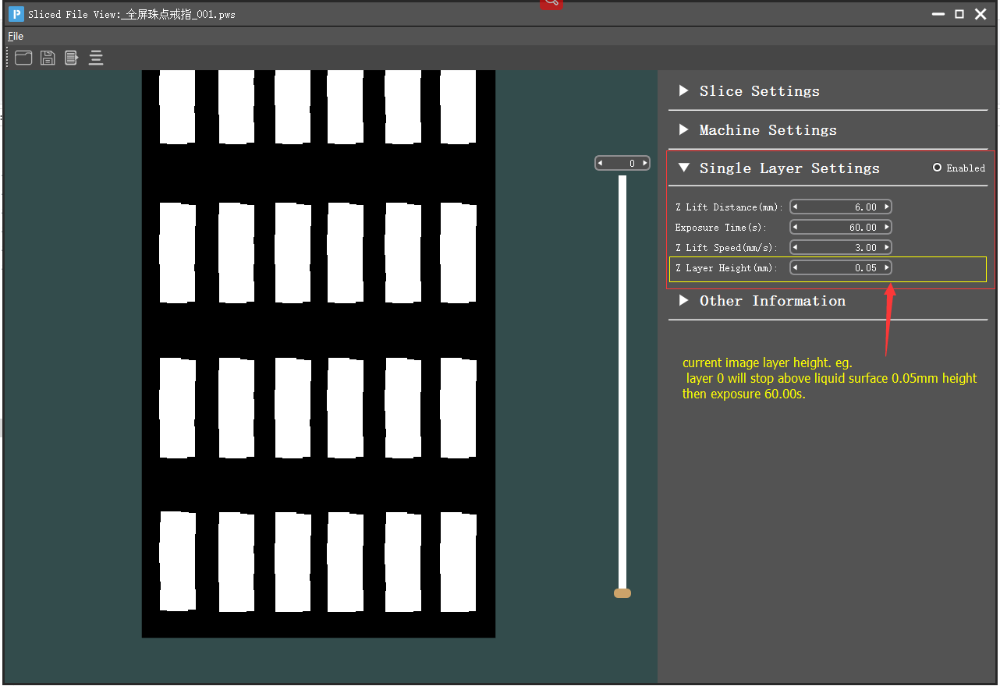 P Sliced File View:_全屏珠点戒指_001.pws
File
Slice Settings
Machine Settings
0
Single Layer Settings Enabled
Z Lift Distance(mm): 6.00
Exposure Time(s): 60.00
Z Lift Speed(mm/s): 3.00
Z Layer Height(mm): 0.05
Other Information
current image layer height. eg.
layer 0 will stop above liquid surface 0.05mm height
then exposure 60.00s.